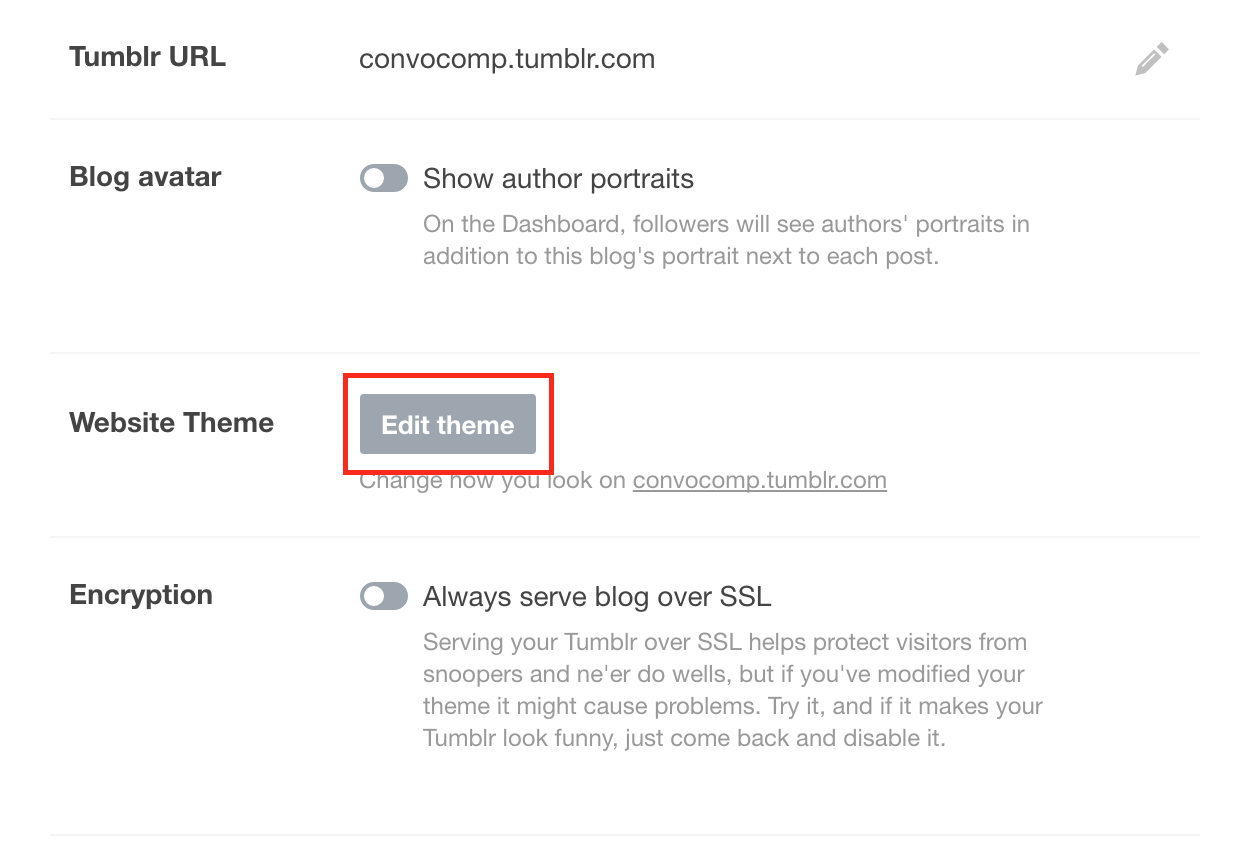 Tumblr URL
convocomp.tumblr.com
Blog avatar
Show author portraits
On the Dashboard, followers will see authors' portraits in
addition to this blog's portrait next to each post.
Website Theme
Edit theme
Change how you look on convocomp.tumblr.com
Encryption
Always serve blog over SSL
Serving your Tumblr over SSL helps protect visitors from
snoopers and ne'er do wells, but if you've modified your
theme it might cause problems. Try it, and if it makes your
Tumblr look funny, just come back and disable it.